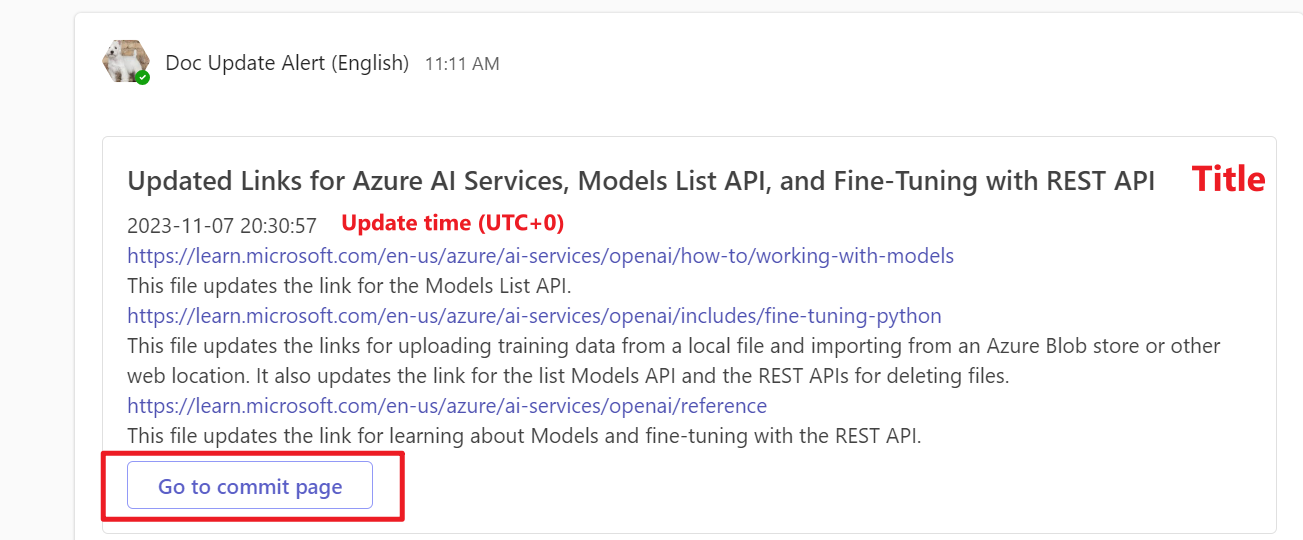 Doc Update Alert (English) 11:11 AM
Updated Links for Azure AI Services, Models List API, and Fine-Tuning with REST API Title
2023-11-07 20:30:57 Update time (UTC+0)
https://learn.microsoft.com/en-us/azure/ai-services/openai/how-to/working-with-models
This file updates the link for the Models List API.
https://learn.microsoft.com/en-us/azure/ai-services/openai/includes/fine-tuning-python
This file updates the links for uploading training data from a local file and importing from an Azure Blob store or other
web location. It also updates the link for the list Models API and the REST APIs for deleting files.
https://learn.microsoft.com/en-us/azure/ai-services/openai/reference
This file updates the link for learning about Models and fine-tuning with the REST API.
Go to commit page